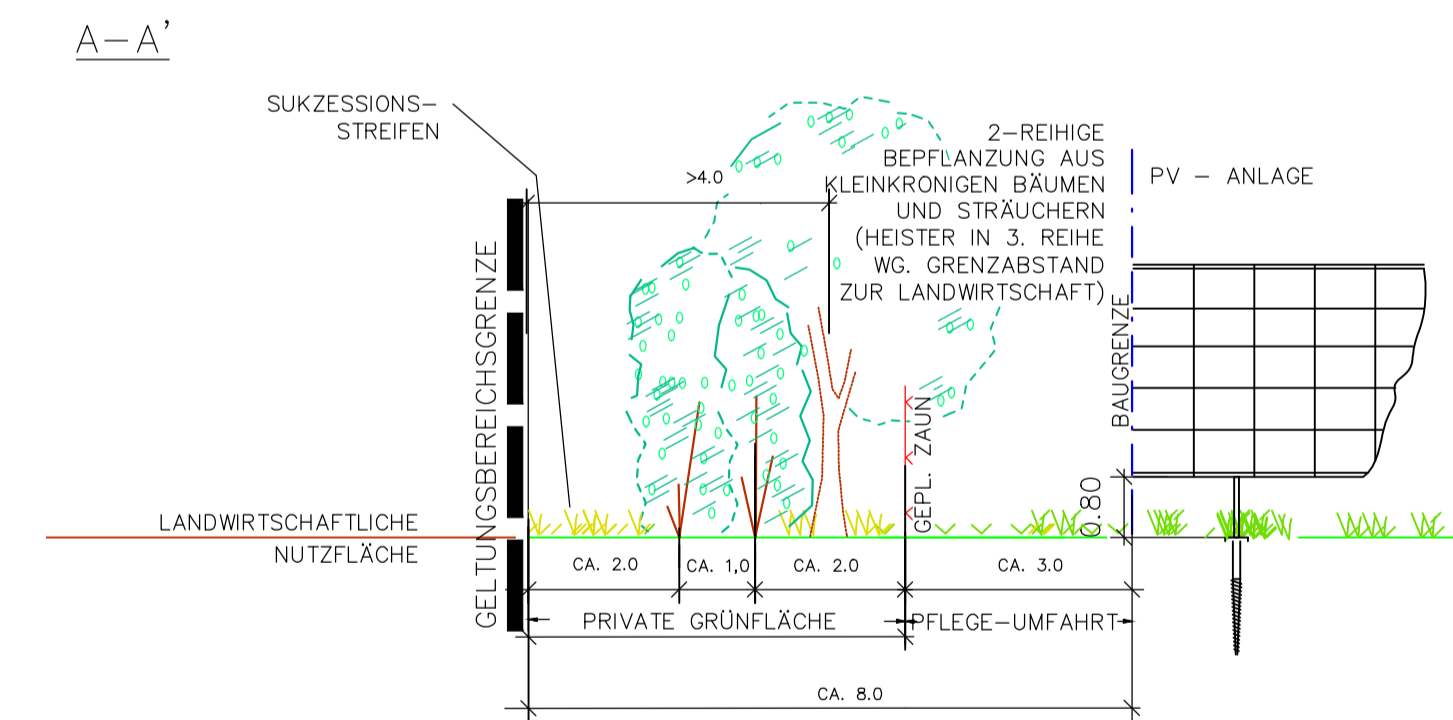 A–A'
SUKZESSIONS–
STREIFEN
>4.0
2–REIHIGE
BEPFLANZUNG AUS
KLEINKRONIGEN BÄUMEN
UND STRÄUCHERN
(HEISTER IN 3. REIHE
WG. GRENZABSTAND
ZUR LANDWIRTSCHAFT)
PV – ANLAGE
GELTUNGSBEREICHSGRENZE
BAUGRENZE
GEPL. ZAUN
0.80
LANDWIRTSCHAFTLICHE
NUTZFLÄCHE
CA. 2.0
CA. 1,0
CA. 2.0
CA. 3.0
PRIVATE GRÜNFLÄCHE
PFLEGE–UMFAHRT
CA. 8.0